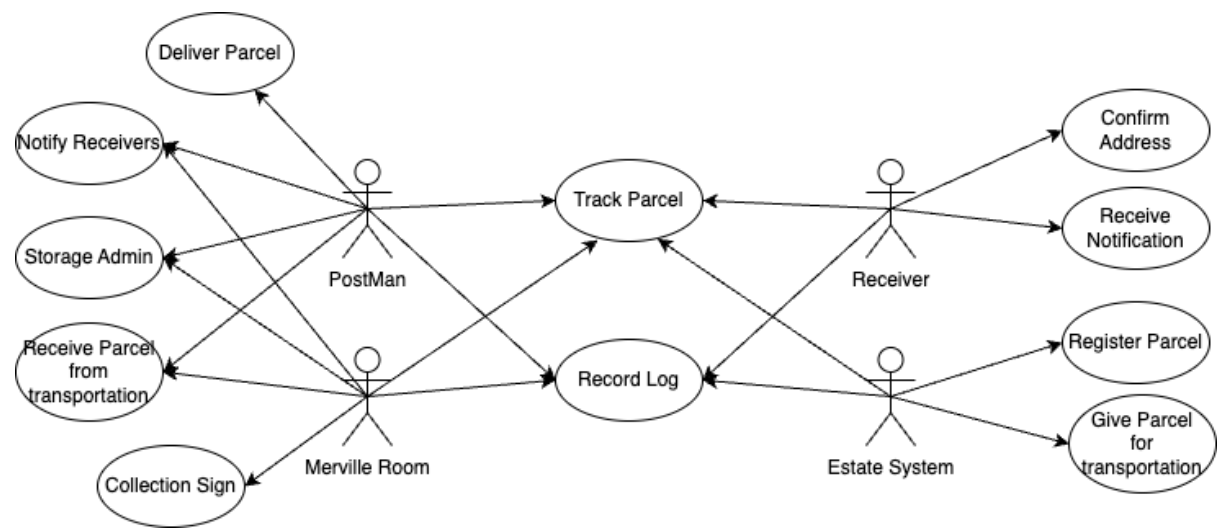 Deliver Parcel
Notify Receivers
Confirm
Address
Track Parcel
Receive
Notification
Storage Admin
PostMan
Receiver
Receive Parcel
from
transportation
Register Parcel
Record Log
Give Parcel
for
transportation
Merville Room
Estate System
Collection Sign